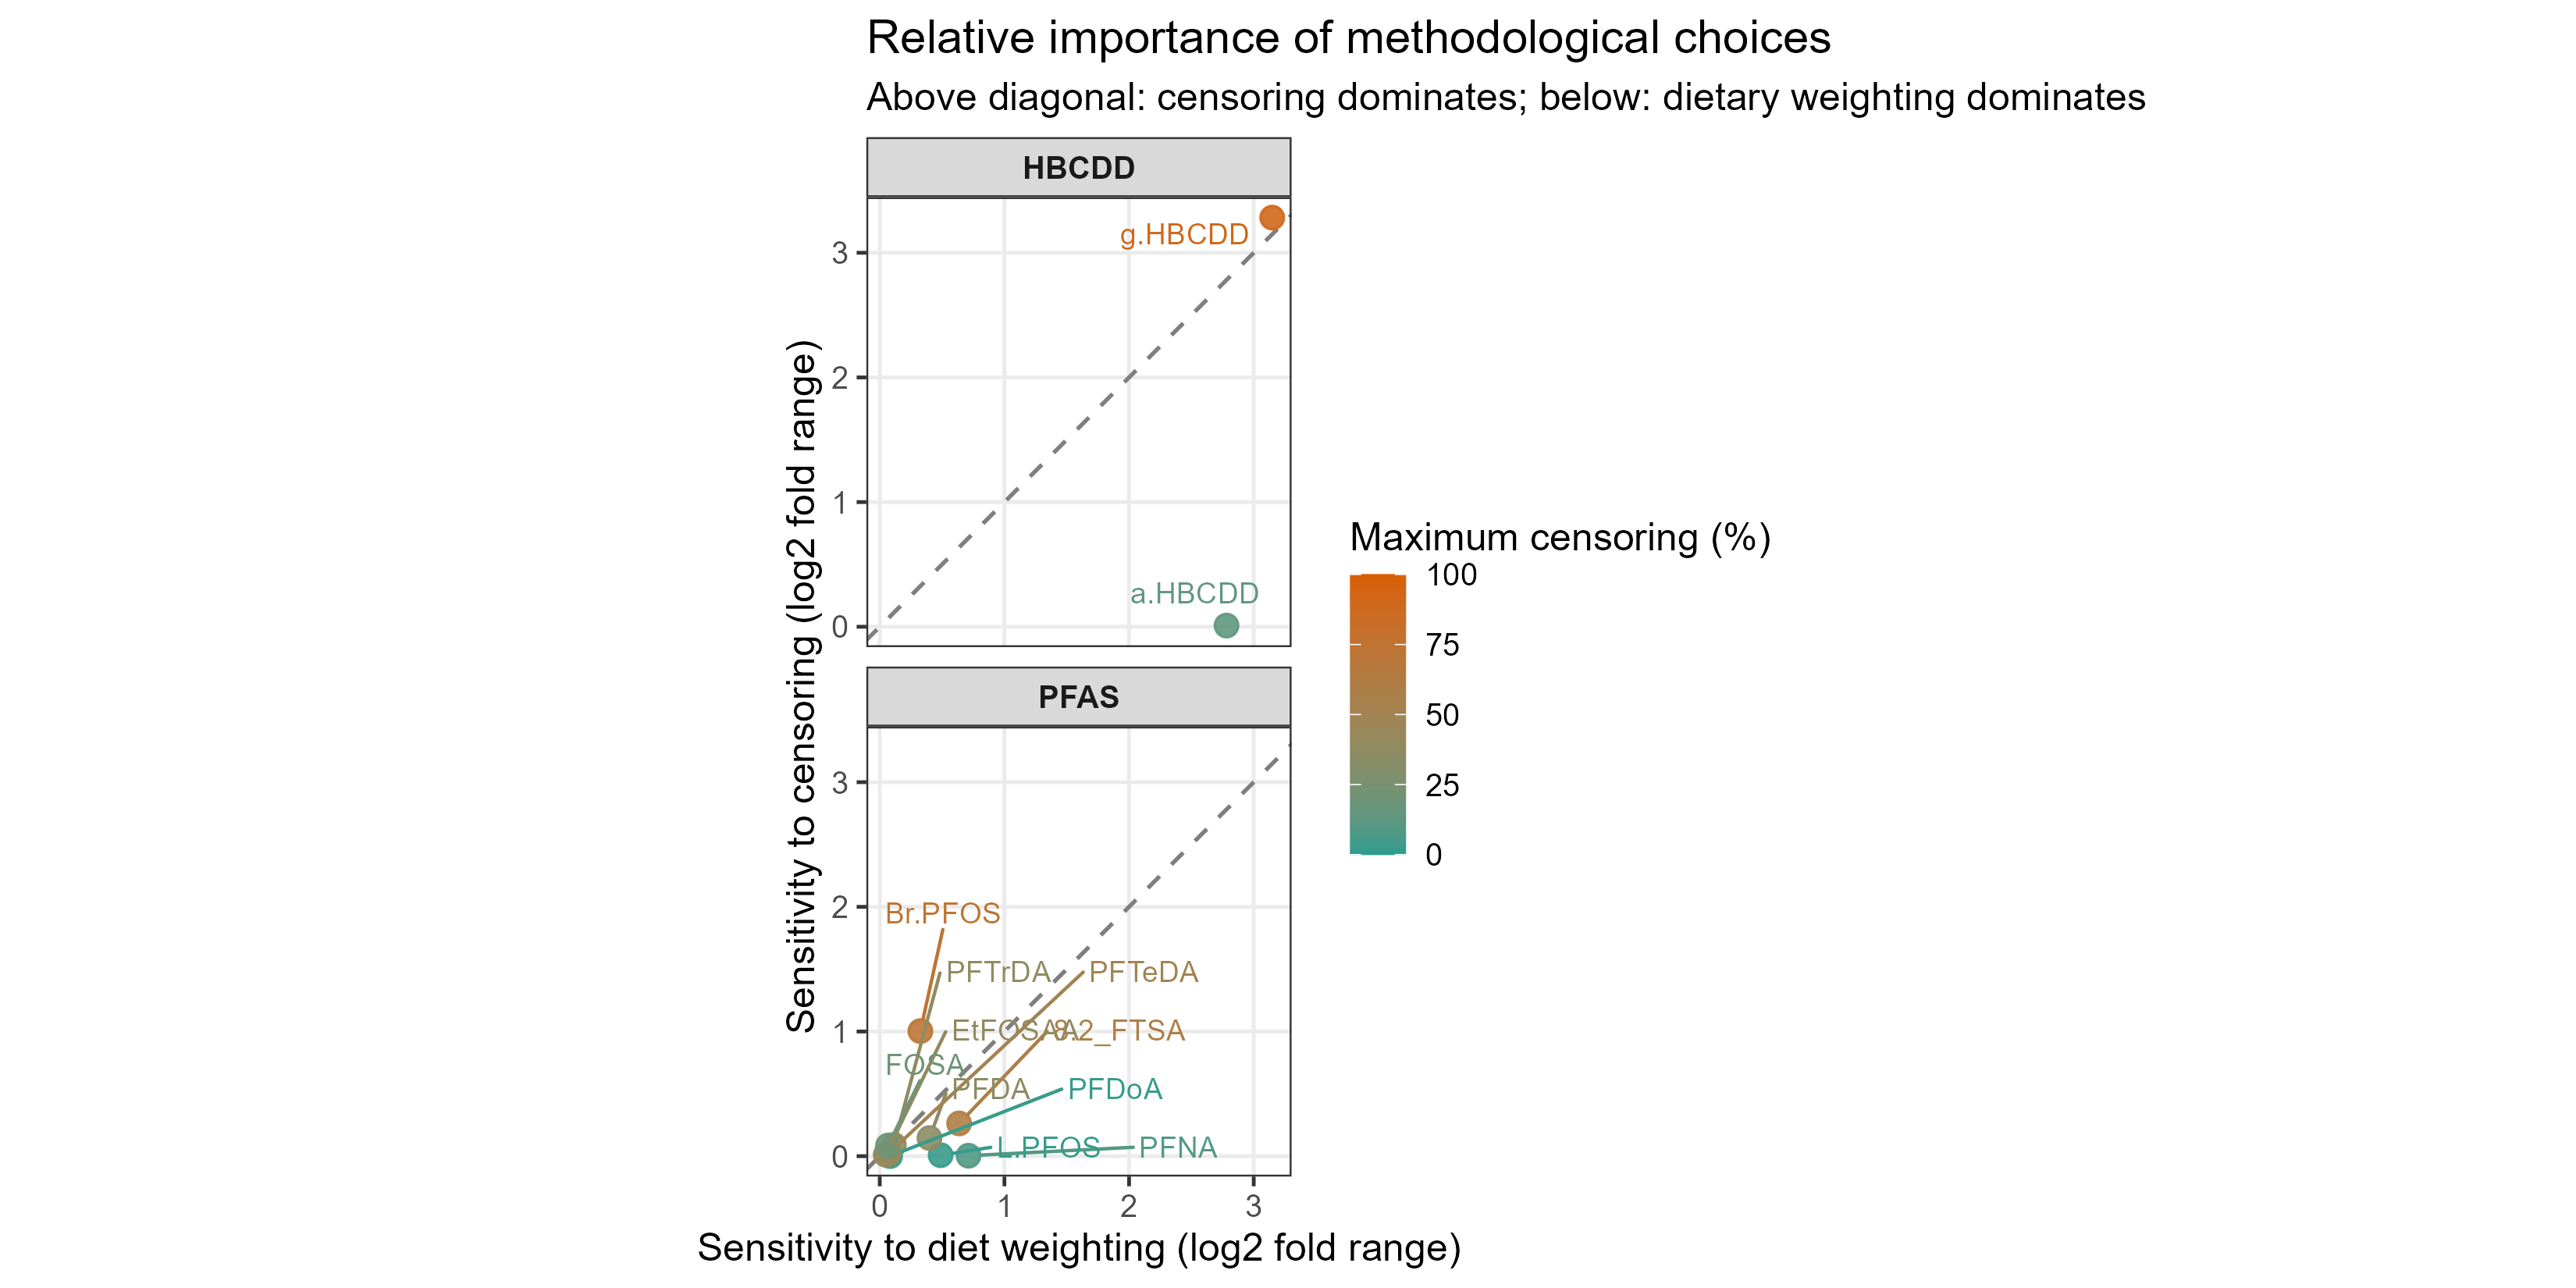 Relative importance of methodological choices
Above diagonal: censoring dominates; below: dietary weighting dominates
HBCDD
g.HBCDD
a.HBCDD
3
2
1
0
Sensitivity to censoring (log2 fold range)
PFAS
Br.PFOS
PFTrDA
PFTeDA
EtFOSAA
8.2_FTSA
FOSA
PFDA
PFDoA
L.PFOS
PFNA
3
2
1
0
0 1 2 3
Sensitivity to diet weighting (log2 fold range)
Maximum censoring (%)
100
75
50
25
0